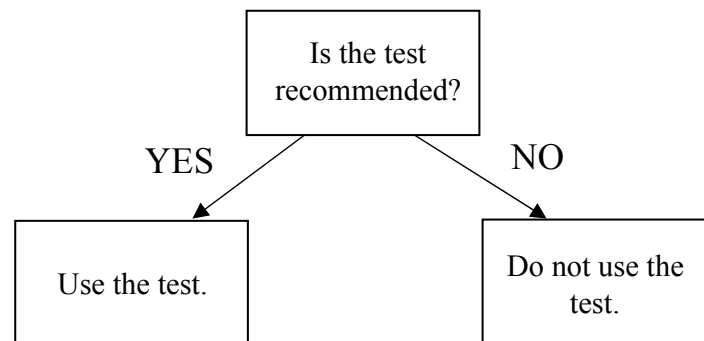 Is the test
recommended?
YES
NO
Use the test.
Do not use the
test.